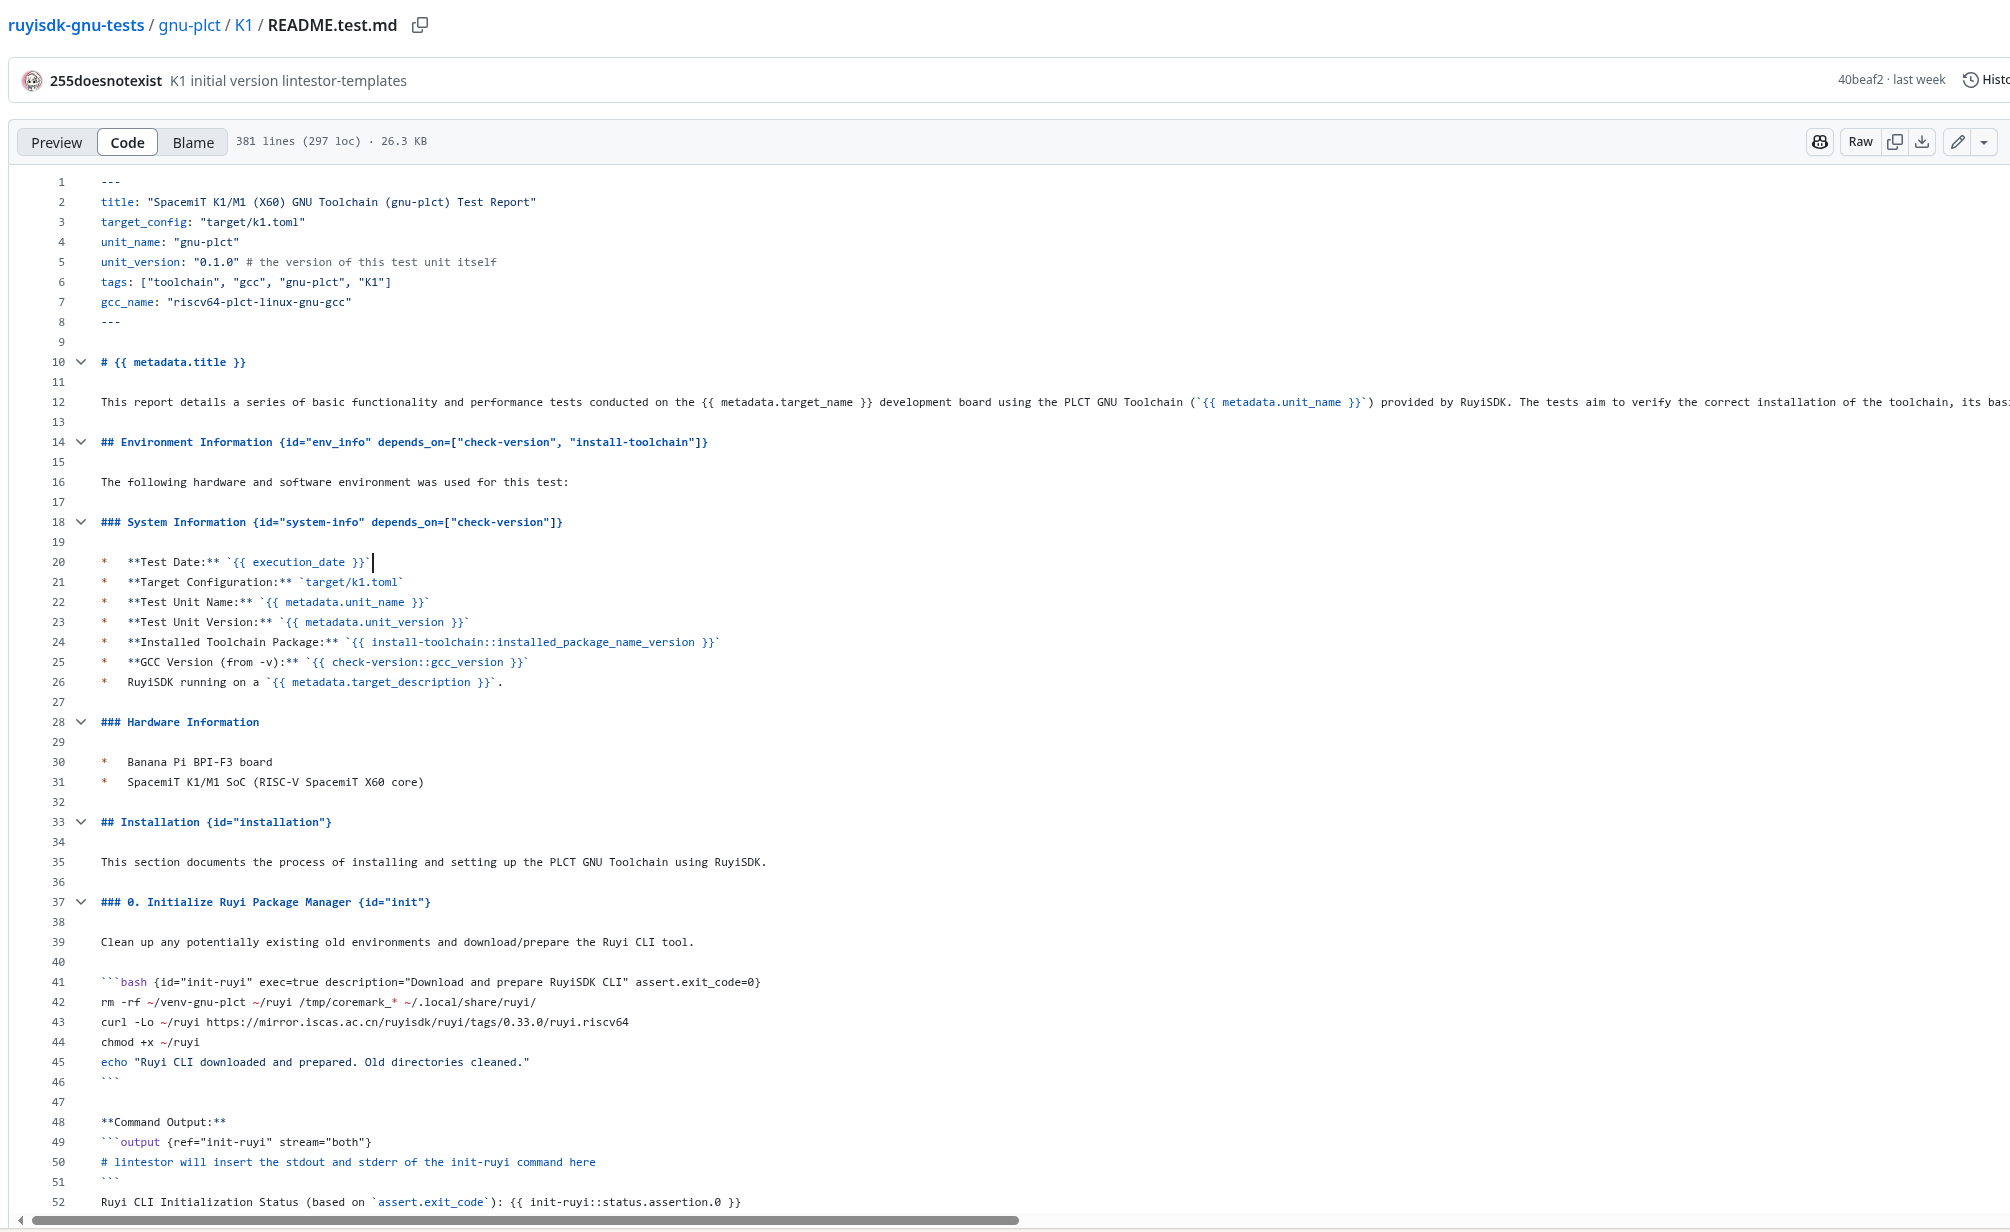 ruyisdk-gnu-tests / gnu-plct / K1 / README.test.md
255doesnotexist K1 initial version lintestor-templates 40beaf2 · last week Histo
Preview Code Blame 381 lines (297 loc) · 26.3 KB Raw
1 ---
2 title: "SpacemiT K1/M1 (X60) GNU Toolchain (gnu-plct) Test Report"
3 target_config: "target/k1.toml"
4 unit_name: "gnu-plct"
5 unit_version: "0.1.0" # the version of this test unit itself
6 tags: ["toolchain", "gcc", "gnu-plct", "K1"]
7 gcc_name: "riscv64-plct-linux-gnu-gcc"
8 ---
9
10 # {{ metadata.title }}
11
12 This report details a series of basic functionality and performance tests conducted on the {{ metadata.target_name }} development board using the PLCT GNU Toolchain (`{{ metadata.unit_name }}`) provided by RuyiSDK. The tests aim to verify the correct installation of the toolchain, its basi
13
14 ## Environment Information {id="env_info" depends_on=["check-version", "install-toolchain"]}
15
16 The following hardware and software environment was used for this test:
17
18 ### System Information {id="system-info" depends_on=["check-version"]}
19
20 *   **Test Date:** `{{ execution_date }}`
21 *   **Target Configuration:** `target/k1.toml`
22 *   **Test Unit Name:** `{{ metadata.unit_name }}`
23 *   **Test Unit Version:** `{{ metadata.unit_version }}`
24 *   **Installed Toolchain Package:** `{{ install-toolchain::installed_package_name_version }}`
25 *   **GCC Version (from -v):** `{{ check-version::gcc_version }}`
26 *   RuyiSDK running on a `{{ metadata.target_description }}`.
27
28 ### Hardware Information
29
30 *   Banana Pi BPI-F3 board
31 *   SpacemiT K1/M1 SoC (RISC-V SpacemiT X60 core)
32
33 ## Installation {id="installation"}
34
35 This section documents the process of installing and setting up the PLCT GNU Toolchain using RuyiSDK.
36
37 ### 0. Initialize Ruyi Package Manager {id="init"}
38
39 Clean up any potentially existing old environments and download/prepare the Ruyi CLI tool.
40
41 ```bash {id="init-ruyi" exec=true description="Download and prepare RuyiSDK CLI" assert.exit_code=0}
42 rm -rf ~/venv-gnu-plct ~/ruyi /tmp/coremark_* ~/.local/share/ruyi/
43 curl -Lo ~/ruyi https://mirror.iscas.ac.cn/ruyisdk/ruyi/tags/0.33.0/ruyi.riscv64
44 chmod +x ~/ruyi
45 echo "Ruyi CLI downloaded and prepared. Old directories cleaned."
46 ```
47
48 **Command Output:**
49 ```output {ref="init-ruyi" stream="both"}
50 # lintestor will insert the stdout and stderr of the init-ruyi command here
51 ```
52 Ruyi CLI Initialization Status (based on `assert.exit_code`): {{ init-ruyi::status.assertion.0 }}